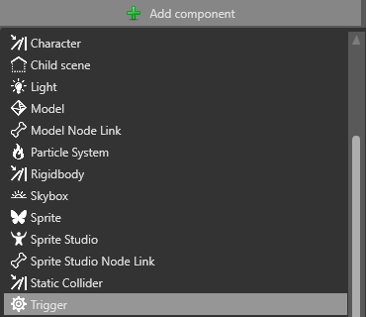 Add component
Character
Child scene
Light
Model
Model Node Link
Particle System
Rigidbody
Skybox
Sprite
Sprite Studio
Sprite Studio Node Link
Static Collider
Trigger